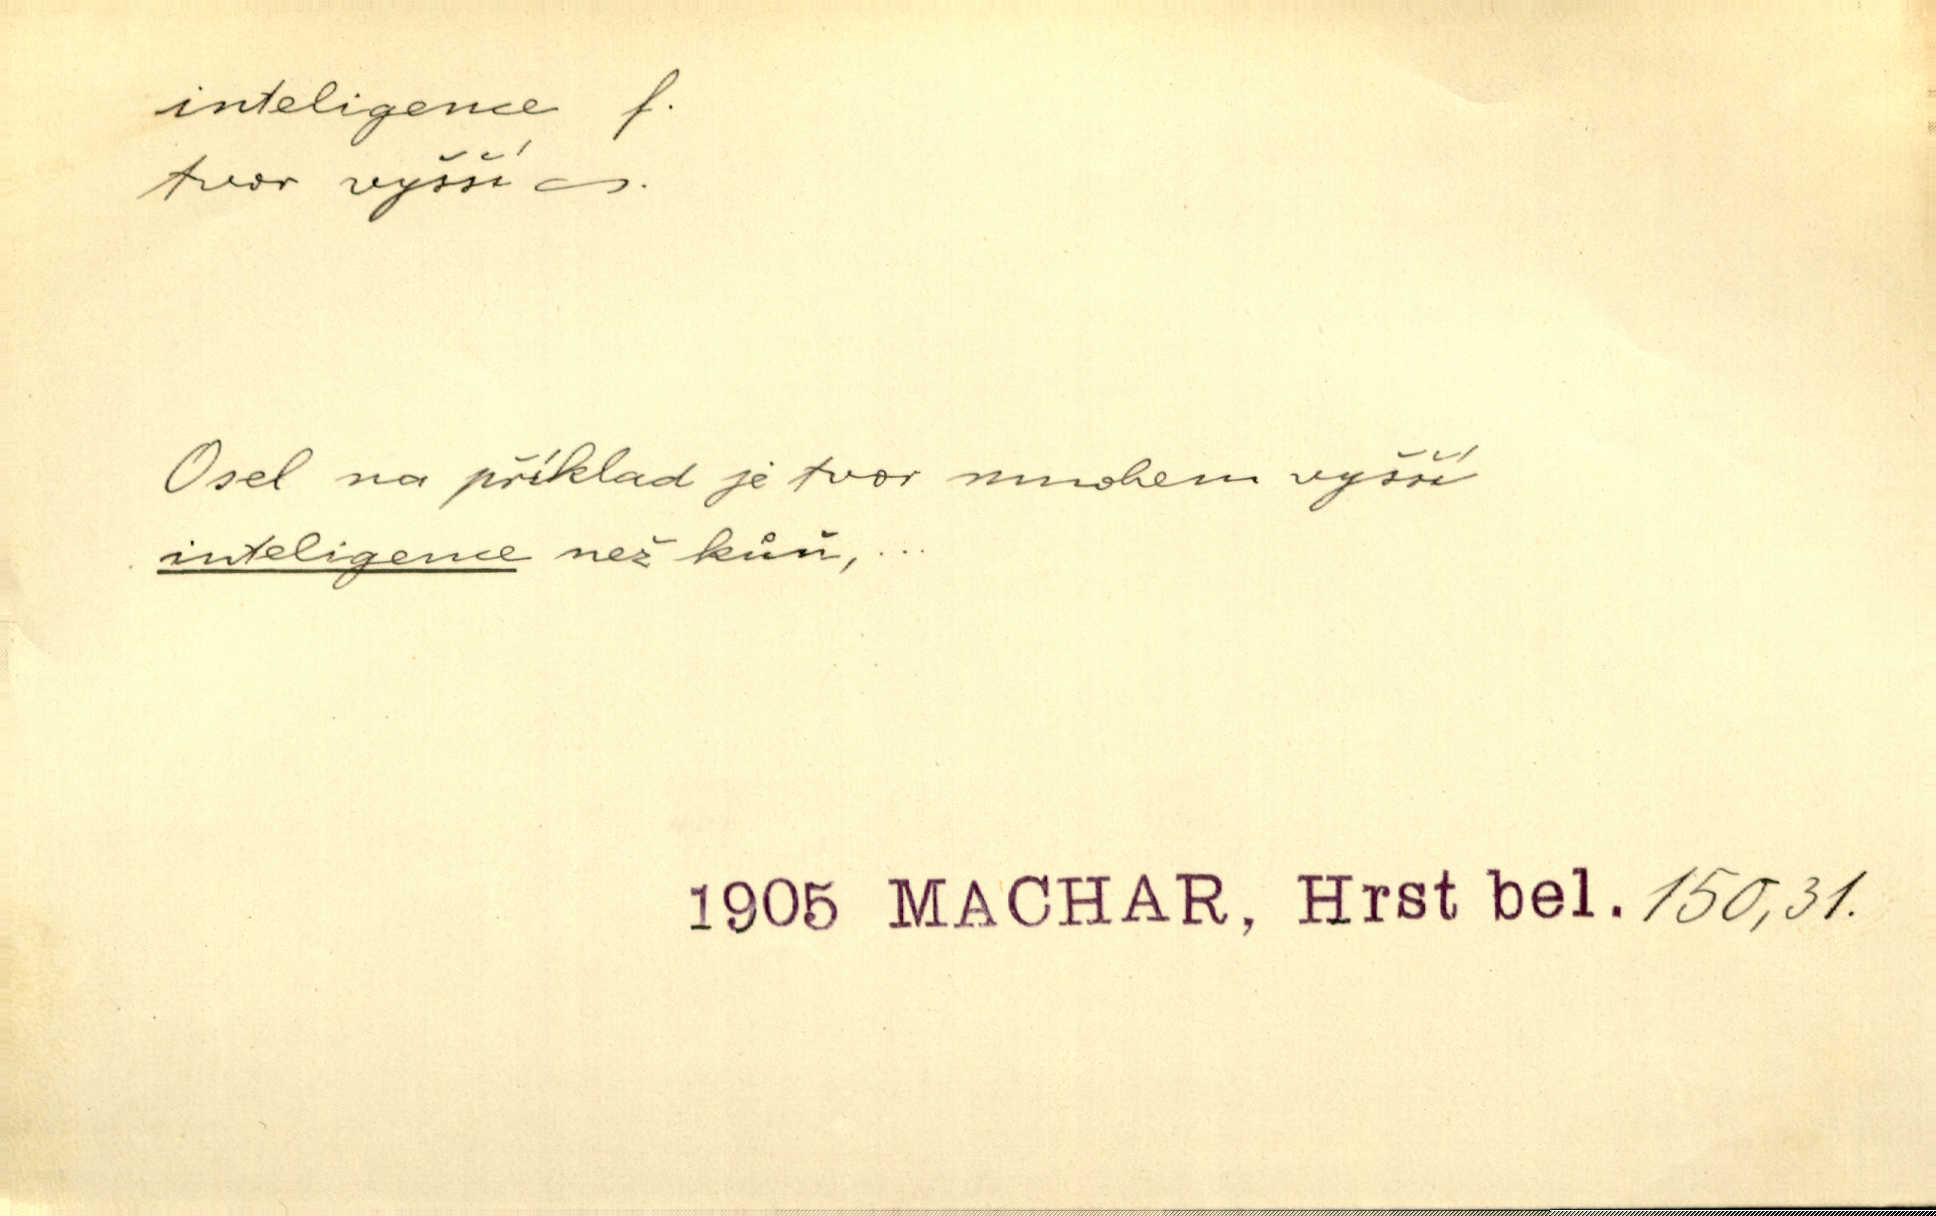 inteligence f.
tvor vyšší ~.
Osel na příklad je tvor mnohem vyšší
inteligence než kůň, ...
1905 MACHAR, Hrst bel. 150,31.